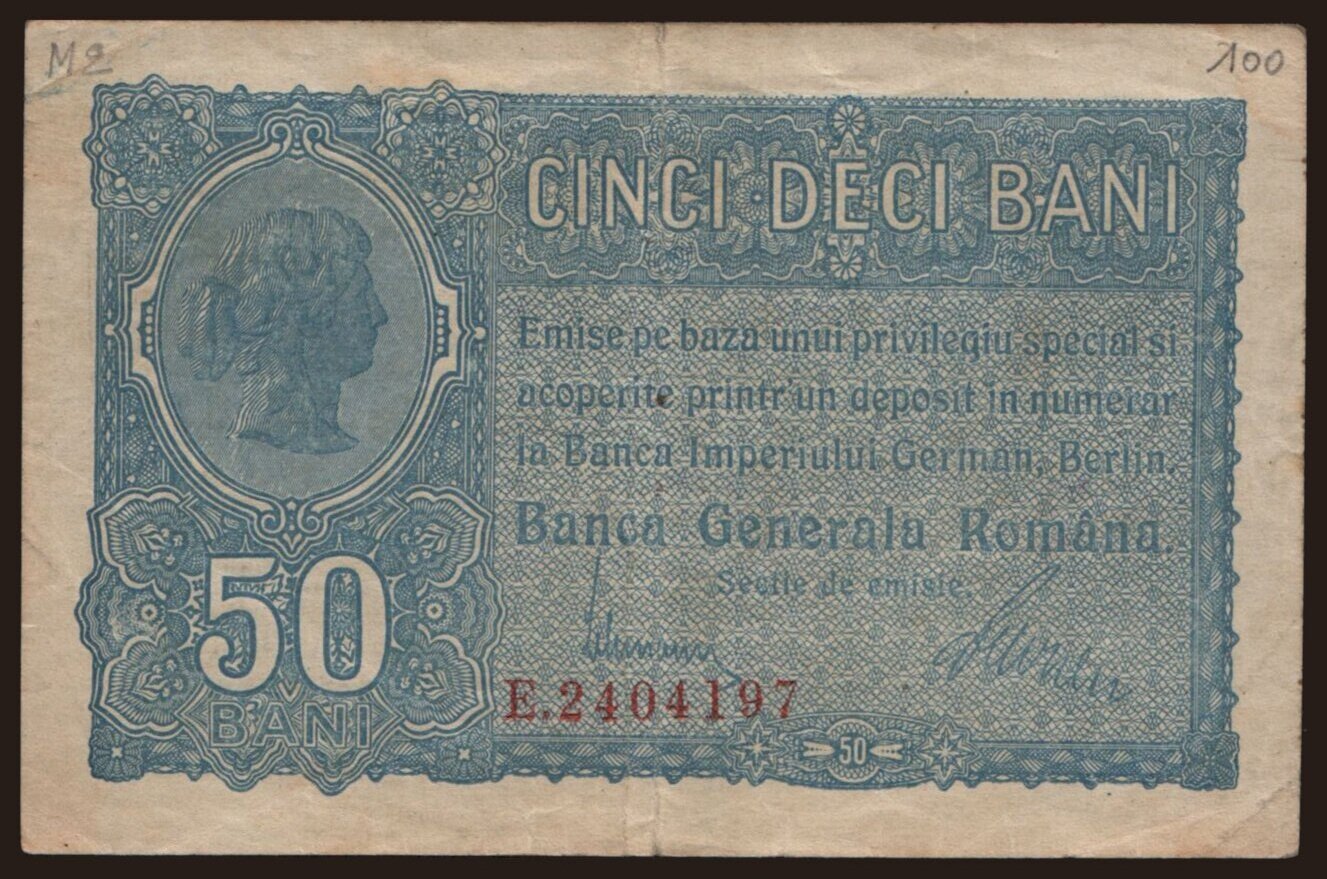 M2
100
CINCI DECI BANI
Emise pe baza unui privilegiu special si
acoperite printr'un deposit in numerar
la Banca Imperiului German, Berlin.
Banca Generala Româna.
Sectile de emisie.
50
BANI
E.2404197
50